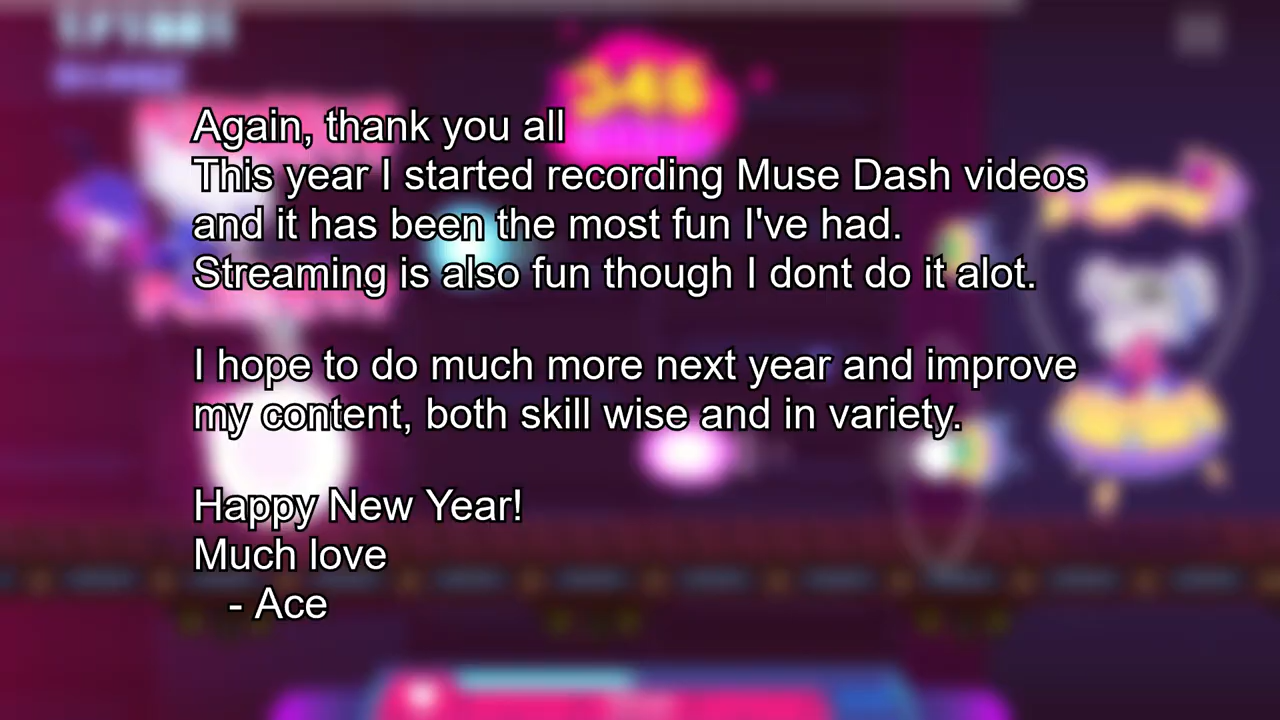 346
Again, thank you all
This year I started recording Muse Dash videos
and it has been the most fun I've had.
Streaming is also fun though I dont do it alot.
I hope to do much more next year and improve
my content, both skill wise and in variety.
Happy New Year!
Much love
- Ace